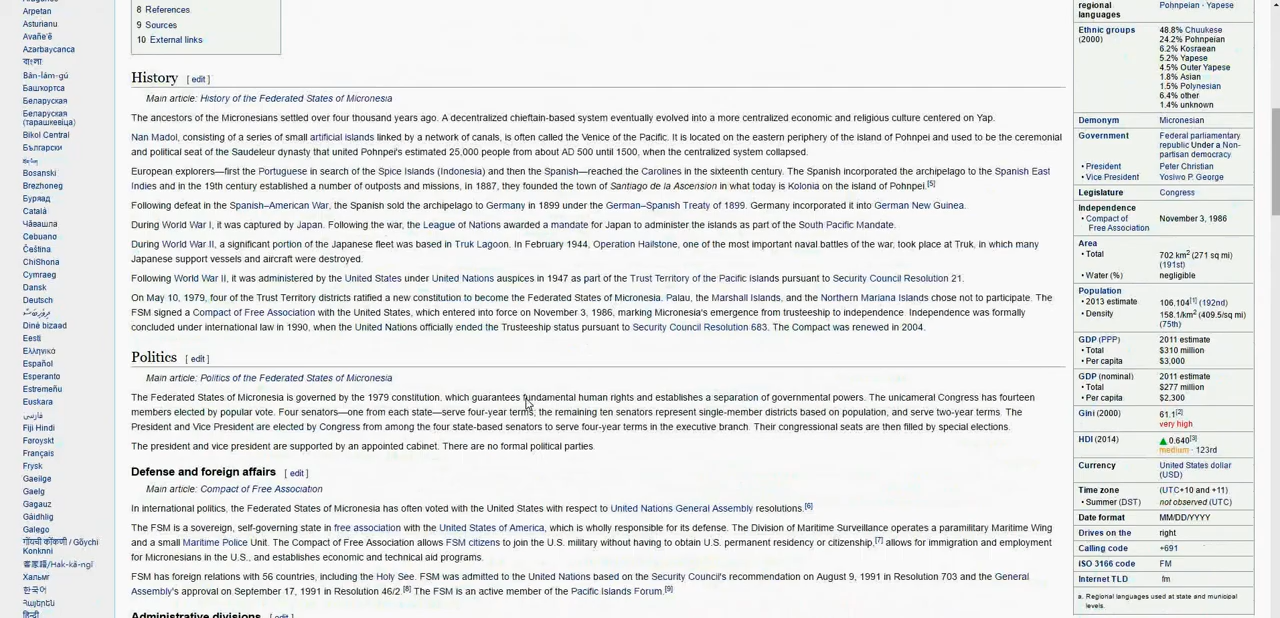 Arpetan
Asturianu
Avañe'ẽ
Azərbaycanca
বাংলা
Bân-lâm-gú
Башҡортса
Беларуская
Беларуская
(тарашкевіца)
Bikol Central
Български
Bosanski
Brezhoneg
Буряад
Català
Чӑвашла
Cebuano
Čeština
ChiShona
Cymraeg
Dansk
Deutsch
ދިވެހިބަސް
Diné bizaad
Eesti
Ελληνικά
Español
Esperanto
Estremeñu
Euskara
فارسی
Fiji Hindi
Føroyskt
Français
Frysk
Gaeilge
Gaelg
Gagauz
Gàidhlig
Galego
गोंयची कोंकणी / Gõychi
Konknni
客家語/Hak-kâ-ngî
Хальмг
한국어
Հայերեն
हिन्दी
8 References
9 Sources
10 External links
History [ edit ]
Main article: History of the Federated States of Micronesia
The ancestors of the Micronesians settled over four thousand years ago. A decentralized chieftain-based system eventually evolved into a more centralized economic and religious culture centered on Yap.
Nan Madol, consisting of a series of small artificial islands linked by a network of canals, is often called the Venice of the Pacific. It is located on the eastern periphery of the island of Pohnpei and used to be the ceremonial
and political seat of the Saudeleur dynasty that united Pohnpei's estimated 25,000 people from about AD 500 until 1500, when the centralized system collapsed.
European explorers—first the Portuguese in search of the Spice Islands (Indonesia) and then the Spanish—reached the Carolines in the sixteenth century. The Spanish incorporated the archipelago to the Spanish East
Indies and in the 19th century established a number of outposts and missions, in 1887, they founded the town of Santiago de la Ascension in what today is Kolonia on the island of Pohnpei.[5]
Following defeat in the Spanish–American War, the Spanish sold the archipelago to Germany in 1899 under the German–Spanish Treaty of 1899. Germany incorporated it into German New Guinea.
During World War I, it was captured by Japan. Following the war, the League of Nations awarded a mandate for Japan to administer the islands as part of the South Pacific Mandate.
During World War II, a significant portion of the Japanese fleet was based in Truk Lagoon. In February 1944, Operation Hailstone, one of the most important naval battles of the war, took place at Truk, in which many
Japanese support vessels and aircraft were destroyed.
Following World War II, it was administered by the United States under United Nations auspices in 1947 as part of the Trust Territory of the Pacific Islands pursuant to Security Council Resolution 21.
On May 10, 1979, four of the Trust Territory districts ratified a new constitution to become the Federated States of Micronesia. Palau, the Marshall Islands, and the Northern Mariana Islands chose not to participate. The
FSM signed a Compact of Free Association with the United States, which entered into force on November 3, 1986, marking Micronesia's emergence from trusteeship to independence. Independence was formally
concluded under international law in 1990, when the United Nations officially ended the Trusteeship status pursuant to Security Council Resolution 683. The Compact was renewed in 2004.
Politics [ edit ]
Main article: Politics of the Federated States of Micronesia
The Federated States of Micronesia is governed by the 1979 constitution, which guarantees fundamental human rights and establishes a separation of governmental powers. The unicameral Congress has fourteen
members elected by popular vote. Four senators—one from each state—serve four-year terms; the remaining ten senators represent single-member districts based on population, and serve two-year terms. The
President and Vice President are elected by Congress from among the four state-based senators to serve four-year terms in the executive branch. Their congressional seats are then filled by special elections.
The president and vice president are supported by an appointed cabinet. There are no formal political parties.
Defense and foreign affairs [ edit ]
Main article: Compact of Free Association
In international politics, the Federated States of Micronesia has often voted with the United States with respect to United Nations General Assembly resolutions.[6]
The FSM is a sovereign, self-governing state in free association with the United States of America, which is wholly responsible for its defense. The Division of Maritime Surveillance operates a paramilitary Maritime Wing
and a small Maritime Police Unit. The Compact of Free Association allows FSM citizens to join the U.S. military without having to obtain U.S. permanent residency or citizenship,[7] allows for immigration and employment
for Micronesians in the U.S., and establishes economic and technical aid programs.
FSM has foreign relations with 56 countries, including the Holy See. FSM was admitted to the United Nations based on the Security Council's recommendation on August 9, 1991 in Resolution 703 and the General
Assembly's approval on September 17, 1991 in Resolution 46/2.[8] The FSM is an active member of the Pacific Islands Forum.[9]
Administrative divisions [ edit ]
regional Pohnpeian · Yapese
languages
Ethnic groups 48.8% Chuukese
(2000) 24.2% Pohnpeian
6.2% Kosraean
5.2% Yapese
4.5% Outer Yapese
1.8% Asian
1.5% Polynesian
6.4% other
1.4% unknown
Demonym Micronesian
Government Federal parliamentary
republic Under a Non-
partisan democracy
• President Peter Christian
• Vice President Yosiwo P. George
Legislature Congress
Independence
• Compact of November 3, 1986
Free Association
Area
• Total 702 km² (271 sq mi)
(191st)
• Water (%) negligible
Population
• 2013 estimate 106,104[1] (192nd)
• Density 158.1/km² (409.5/sq mi)
(75th)
GDP (PPP) 2011 estimate
• Total $310 million
• Per capita $3,000
GDP (nominal) 2011 estimate
• Total $277 million
• Per capita $2,300
Gini (2000) 61.1[2]
very high
HDI (2014) ▲ 0.640[3]
medium · 123rd
Currency United States dollar
(USD)
Time zone (UTC+10 and +11)
• Summer (DST) not observed (UTC)
Date format MM/DD/YYYY
Drives on the right
Calling code +691
ISO 3166 code FM
Internet TLD .fm
a. Regional languages used at state and municipal
levels.